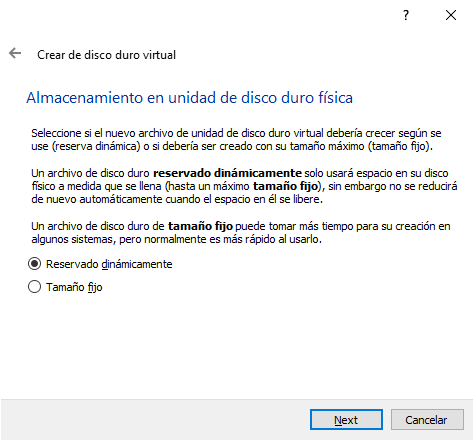 ?
Crear de disco duro virtual
Almacenamiento en unidad de disco duro física
Seleccione si el nuevo archivo de unidad de disco duro virtual debería crecer según se
use (reserva dinámica) o si debería ser creado con su tamaño máximo (tamaño fijo).
Un archivo de disco duro reservado dinámicamente solo usará espacio en su disco
físico a medida que se llena (hasta un máximo tamaño fijo), sin embargo no se reducirá
de nuevo automáticamente cuando el espacio en él se libere.
Un archivo de disco duro de tamaño fijo puede tomar más tiempo para su creación en
algunos sistemas, pero normalmente es más rápido al usarlo.
Reservado dinámicamente
Tamaño fijo
Next
Cancelar